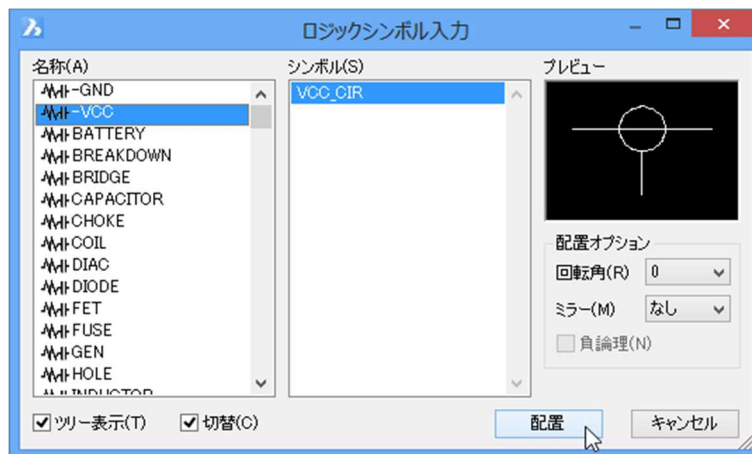 ロジックシンボル入力
名称(A)
-GND
-VCC
BATTERY
BREAKDOWN
BRIDGE
CAPACITOR
CHOKE
COIL
DIAC
DIODE
FET
FUSE
GEN
HOLE
INDUCTOR
シンボル(S)
VCC_CIR
プレビュー
配置オプション
回転角(R) 0
ミラー(M) なし
負論理(N)
ツリー表示(T) 切替(C)
配置 キャンセル